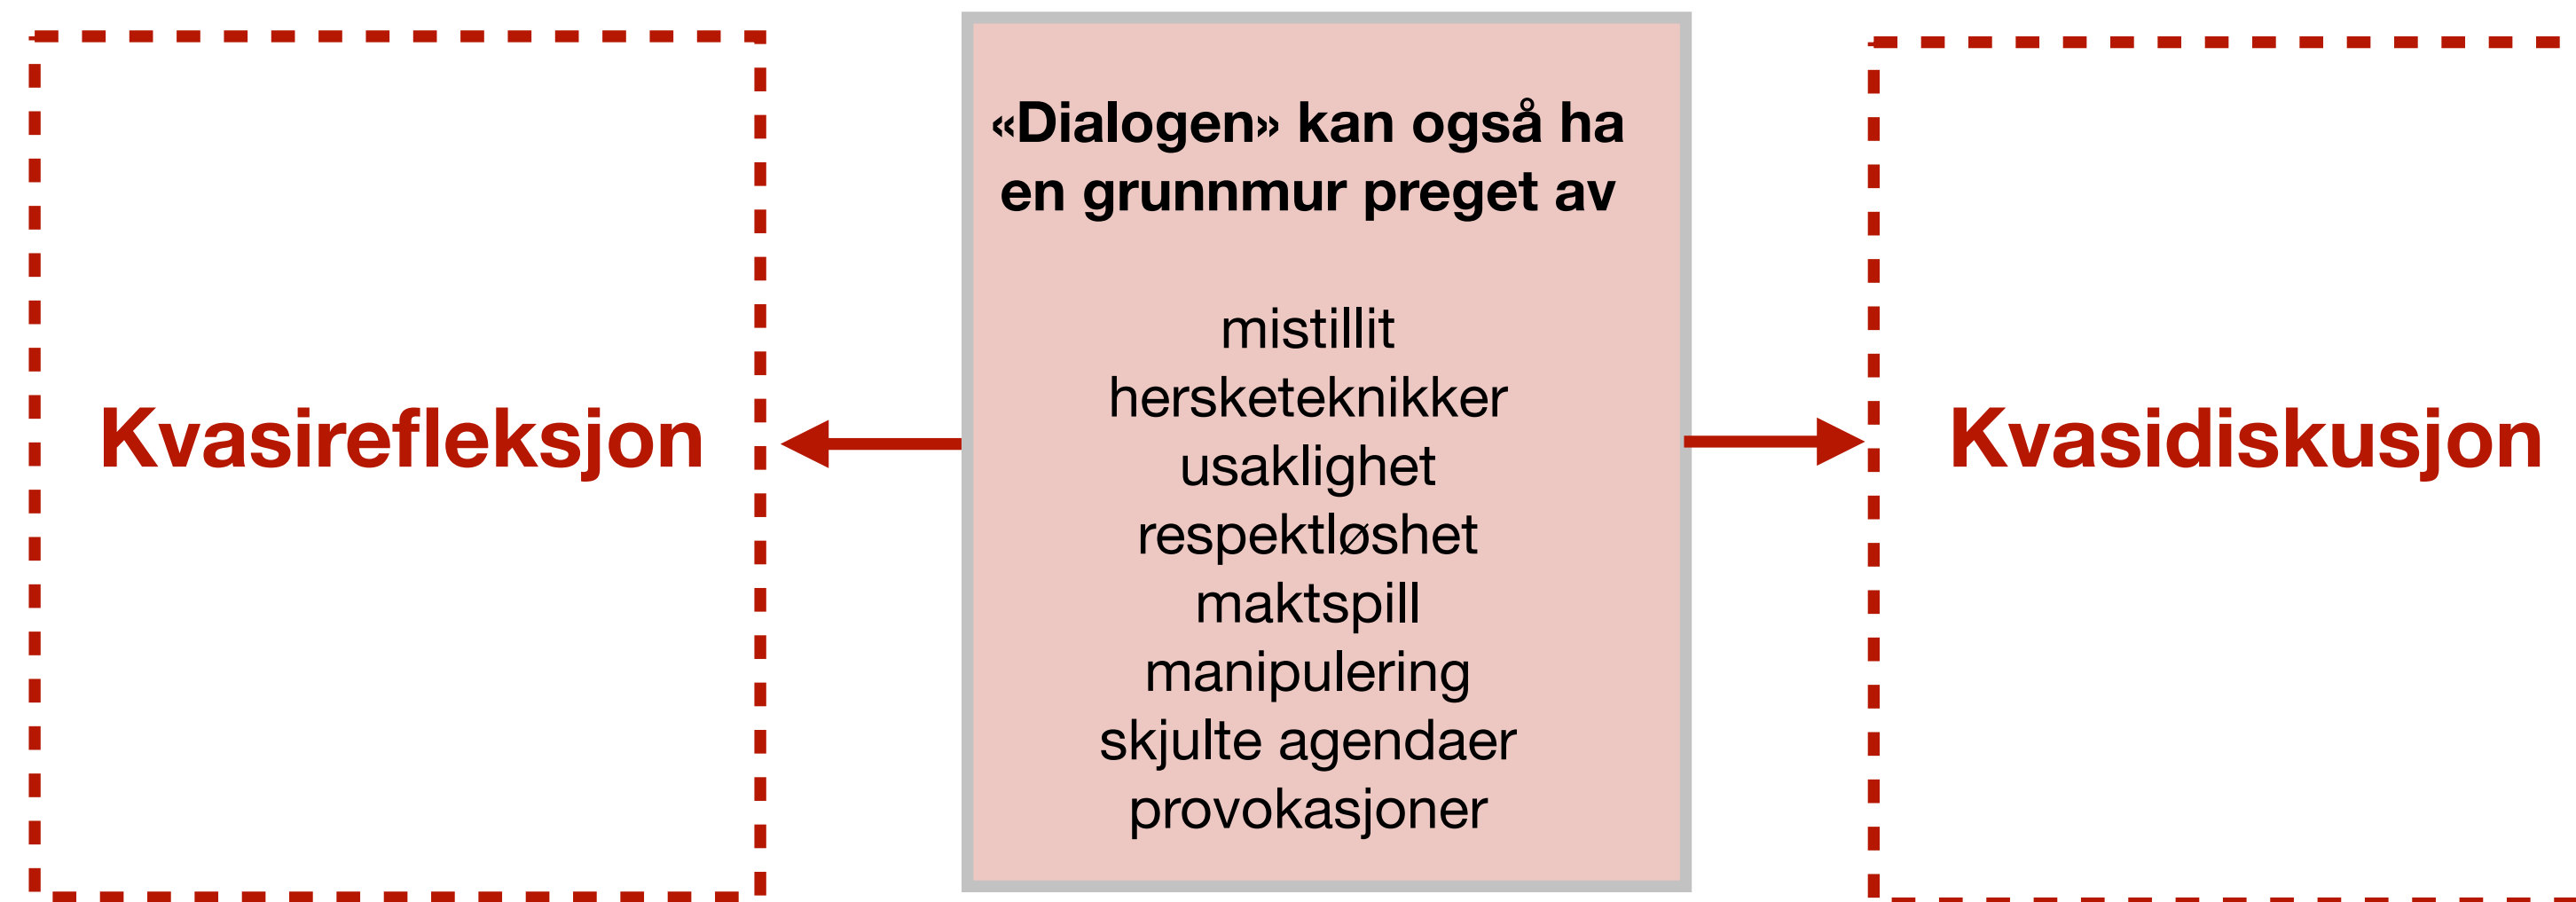 Kvasirefleksjon
«Dialogen» kan også ha
en grunnmur preget av
mistillit
hersketeknikker
usaklighet
respektløshet
maktspill
manipulering
skjulte agendaer
provokasjoner
Kvasidiskusjon